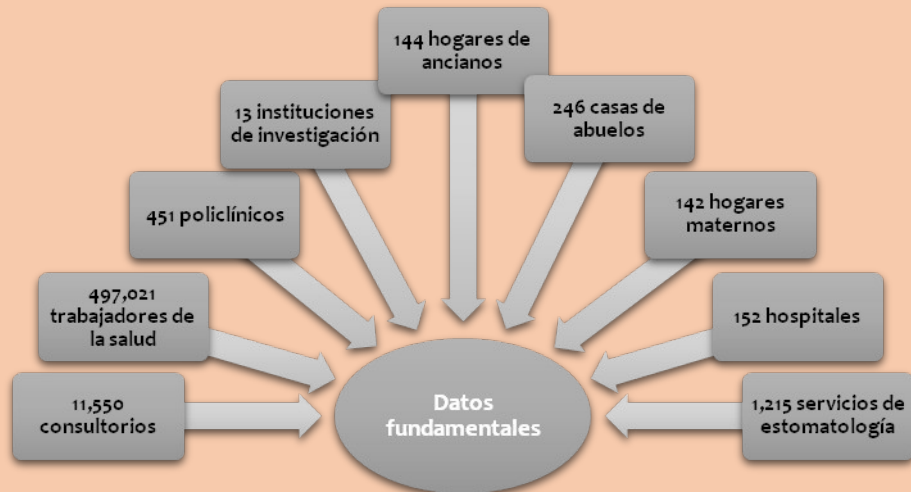 144 hogares de
ancianos
13 instituciones
de investigación
246 casas de
abuelos
451 policlínicos
142 hogares
maternos
497,021
trabajadores de
la salud
152 hospitales
11,550
consultorios
Datos
fundamentales
1,215 servicios de
estomatología